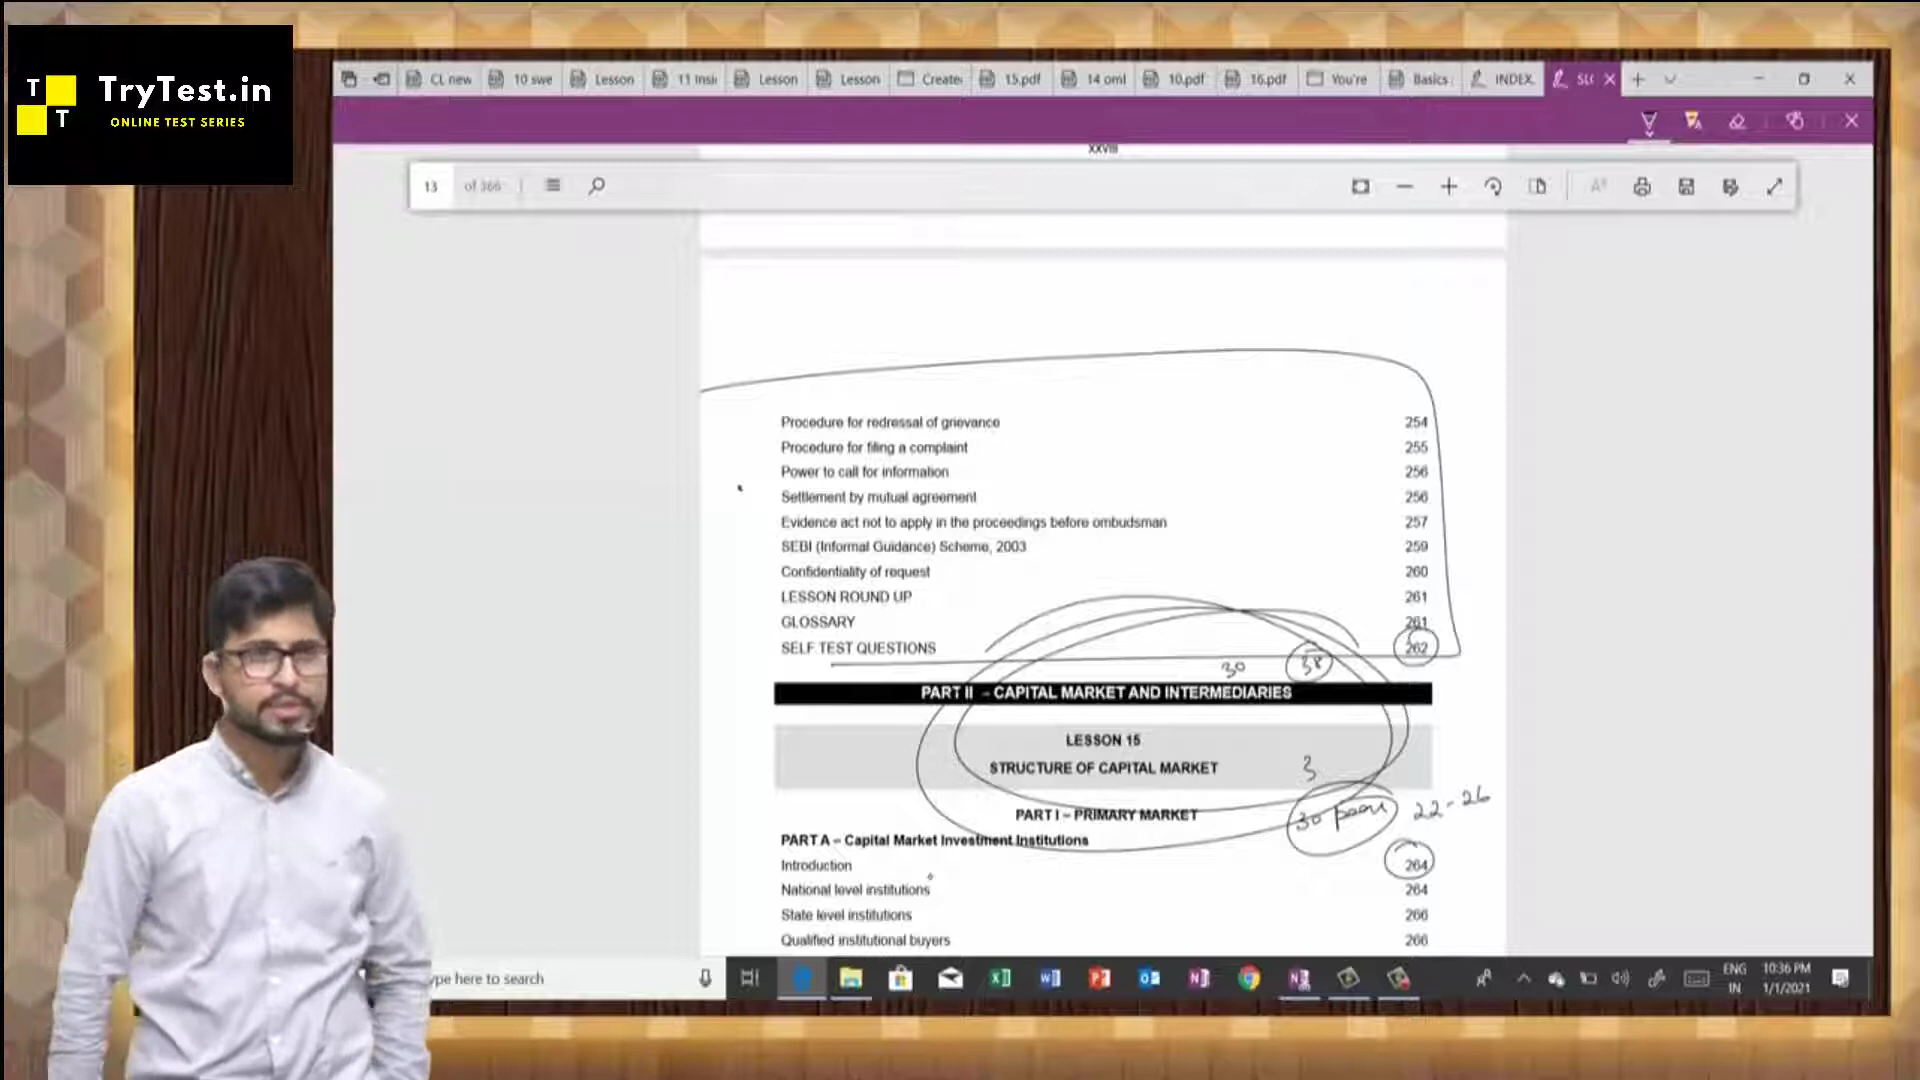 TryTest.in
ONLINE TEST SERIES
CL new
10 swe
Lesson
11 Insi
Lesson
Lesson
Create
15.pdf
14 oml
10.pdf
16.pdf
You're
Basics
INDEX.
XXVIII
13 of 366
Procedure for redressal of grievance 254
Procedure for filing a complaint 255
Power to call for information 256
Settlement by mutual agreement 256
Evidence act not to apply in the proceedings before ombudsman 257
SEBI (Informal Guidance) Scheme, 2003 259
Confidentiality of request 260
LESSON ROUND UP 261
GLOSSARY 261
SELF TEST QUESTIONS 262
30 38
PART II – CAPITAL MARKET AND INTERMEDIARIES
LESSON 15
STRUCTURE OF CAPITAL MARKET 3
PART I – PRIMARY MARKET 30 22-26
PART A – Capital Market Investment Institutions
Introduction 264
National level institutions 264
State level institutions 266
Qualified institutional buyers 266
ype here to search
ENG
IN
10:36 PM
1/1/2021